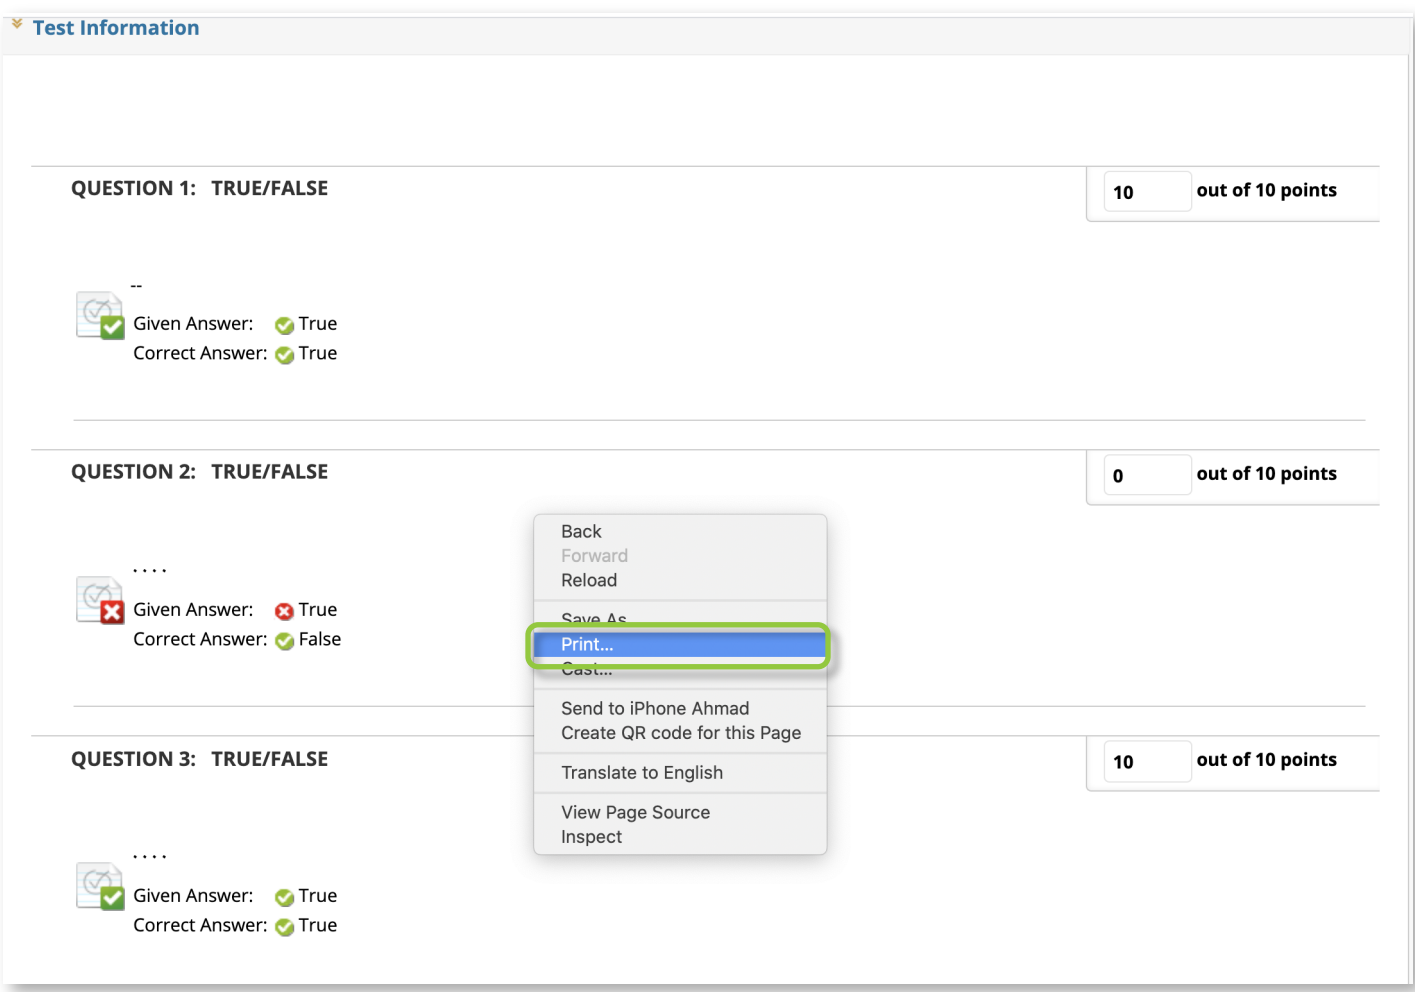 Test Information
QUESTION 1: TRUE/FALSE
10 out of 10 points
--
Given Answer: True
Correct Answer: True
QUESTION 2: TRUE/FALSE
0 out of 10 points
. . . .
Given Answer: True
Correct Answer: False
Back
Forward
Reload
Save As
Print...
Cast...
Send to iPhone Ahmad
Create QR code for this Page
Translate to English
View Page Source
Inspect
QUESTION 3: TRUE/FALSE
10 out of 10 points
. . . .
Given Answer: True
Correct Answer: True